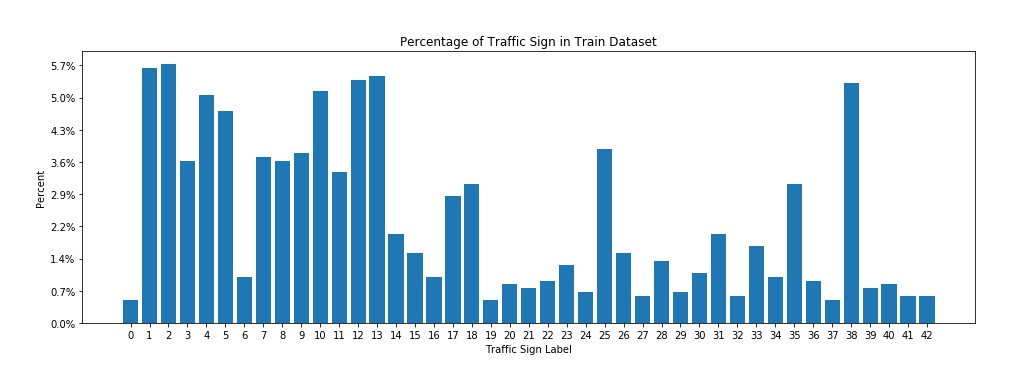 Percentage of Traffic Sign in Train Dataset
5.7%
5.0%
4.3%
3.6%
2.9%
2.2%
1.4%
0.7%
0.0%
Percent
0 1 2 3 4 5 6 7 8 9 10 11 12 13 14 15 16 17 18 19 20 21 22 23 24 25 26 27 28 29 30 31 32 33 34 35 36 37 38 39 40 41 42
Traffic Sign Label